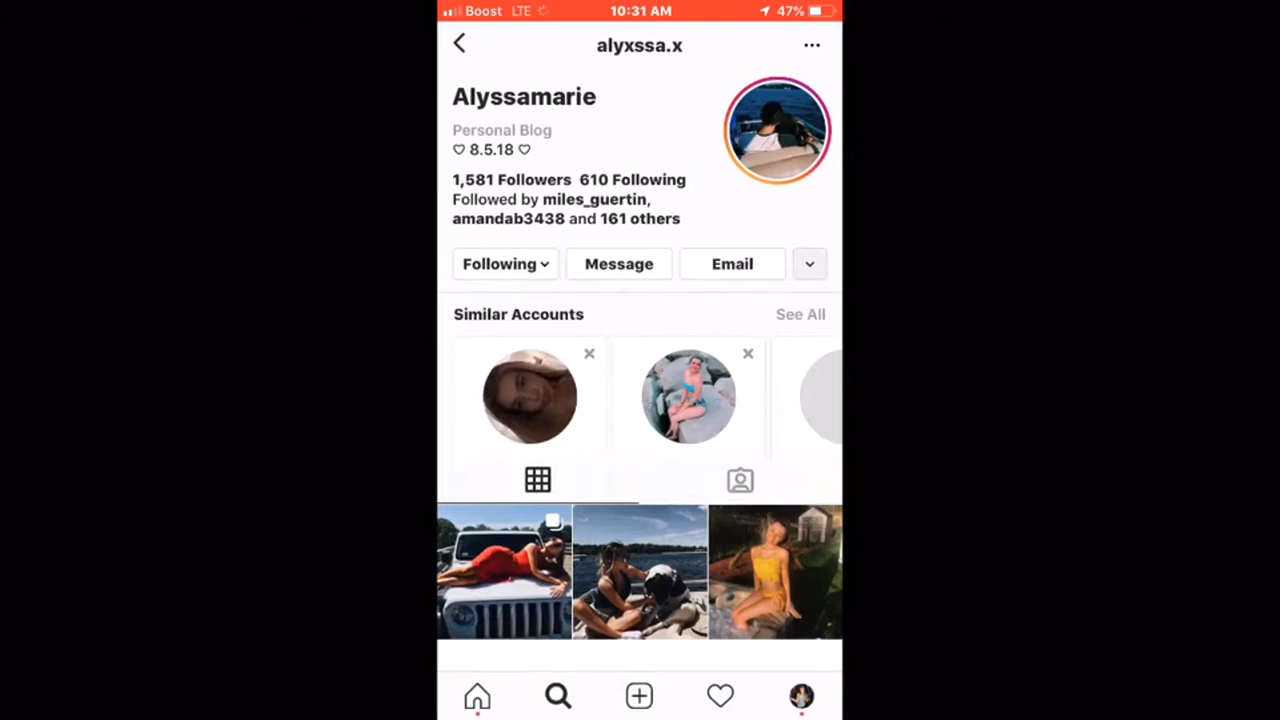 Boost LTE 10:31 AM 47%
alyxssa.x
Alyssamarie
Personal Blog
♡ 8.5.18 ♡
1,581 Followers 610 Following
Followed by miles_guertin,
amandab3438 and 161 others
Following Message Email
Similar Accounts See All